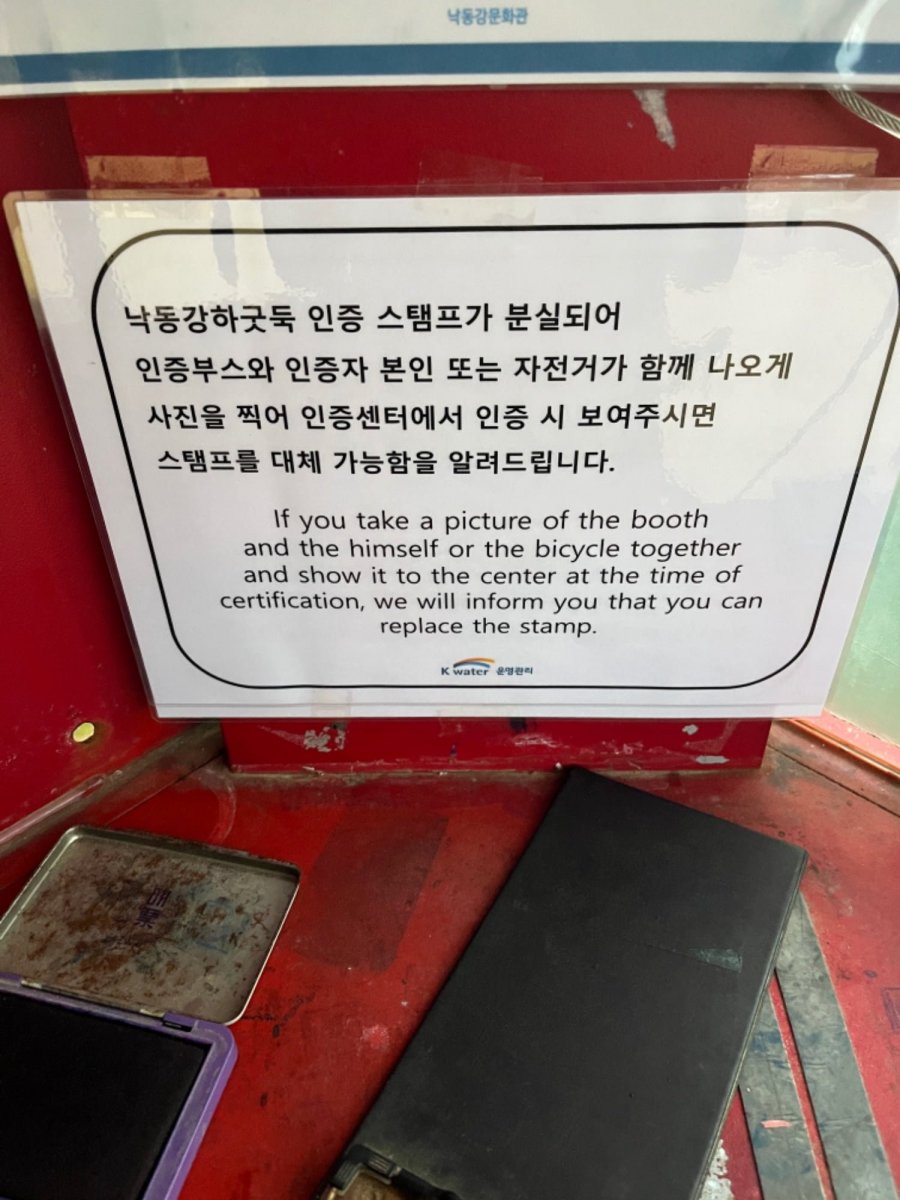 낙동강문화관
낙동강하굿둑 인증 스탬프가 분실되어
인증부스와 인증자 본인 또는 자전거가 함께 나오게
사진을 찍어 인증센터에서 인증 시 보여주시면
스탬프를 대체 가능함을 알려드립니다.
If you take a picture of the booth
and the himself or the bicycle together
and show it to the center at the time of
certification, we will inform you that you can
replace the stamp.
K water 운영관리